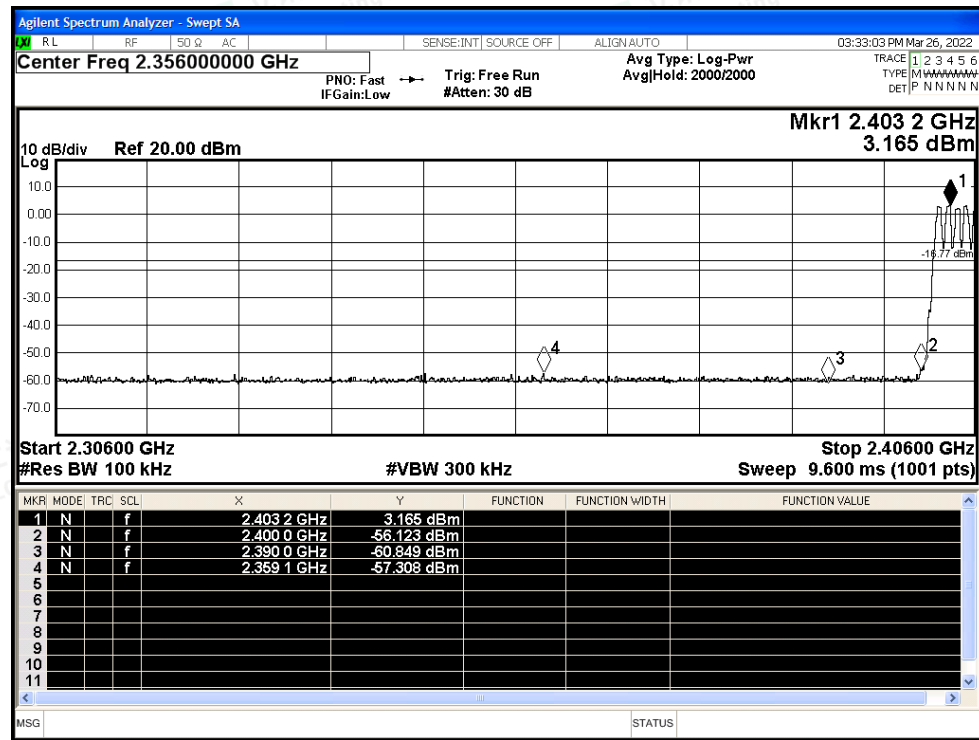 Agilent Spectrum Analyzer - Swept SA
LXI RL RF 50 Ω AC SENSE:INT SOURCE OFF ALIGN AUTO 03:33:03 PM Mar 26, 2022
Center Freq 2.356000000 GHz
PNO: Fast Trig: Free Run Avg Type: Log-Pwr TRACE 1 2 3 4 5 6
IFGain:Low #Atten: 30 dB Avg|Hold: 2000/2000 TYPE M
DET P N N N N N
Mkr1 2.403 2 GHz
3.165 dBm
10 dB/div Ref 20.00 dBm
Log
10.0
0.00
-10.0
-20.0
-30.0
-40.0
-50.0
-60.0
-70.0
1
-16.77 dBm
4
3
2
Start 2.30600 GHz Stop 2.40600 GHz
#Res BW 100 kHz #VBW 300 kHz Sweep 9.600 ms (1001 pts)
MKR MODE TRC SCL X Y FUNCTION FUNCTION WIDTH FUNCTION VALUE
1 N f 2.403 2 GHz 3.165 dBm
2 N f 2.400 0 GHz -56.123 dBm
3 N f 2.390 0 GHz -60.849 dBm
4 N f 2.359 1 GHz -57.308 dBm
5
6
7
8
9
10
11
MSG STATUS